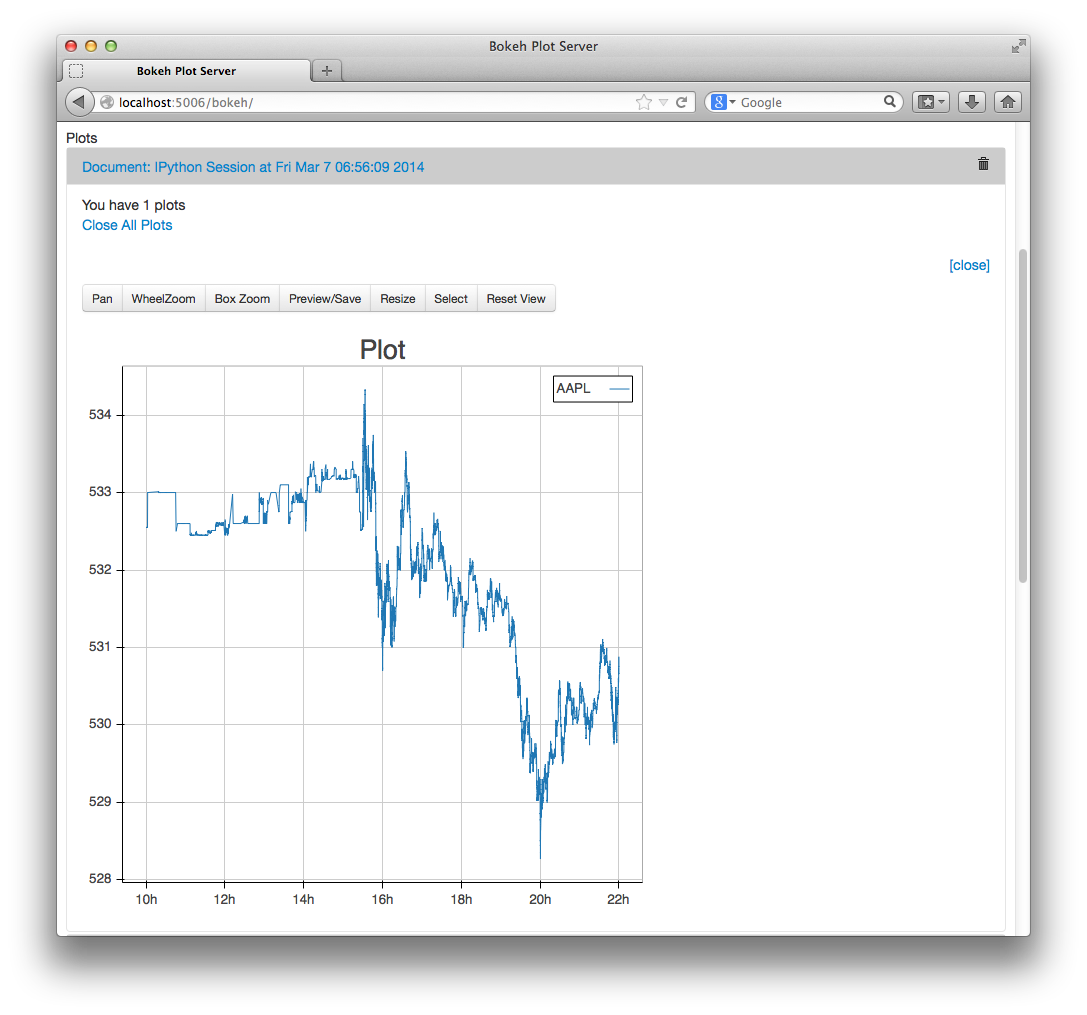 Bokeh Plot Server
Bokeh Plot Server
localhost:5006/bokeh/
8 Google
Plots
Document: IPython Session at Fri Mar 7 06:56:09 2014
You have 1 plots
Close All Plots
[close]
Pan WheelZoom Box Zoom Preview/Save Resize Select Reset View
Plot
AAPL
534
533
532
531
530
529
528
10h 12h 14h 16h 18h 20h 22h